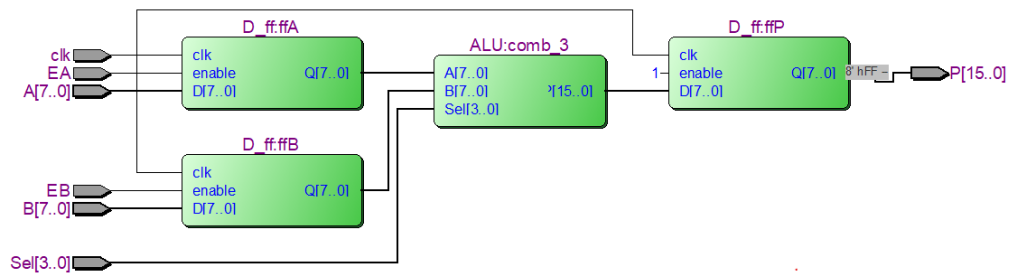 D_ff:ffA
clk
enable
D[7..0]
Q[7..0]
clk
EA
A[7..0]
D_ff:ffB
clk
enable
D[7..0]
Q[7..0]
EB
B[7..0]
Sel[3..0]
ALU:comb_3
A[7..0]
B[7..0]
Sel[3..0]
P[15..0]
D_ff:ffP
clk
1
enable
D[7..0]
Q[7..0]
8' hFF --
P[15..0]